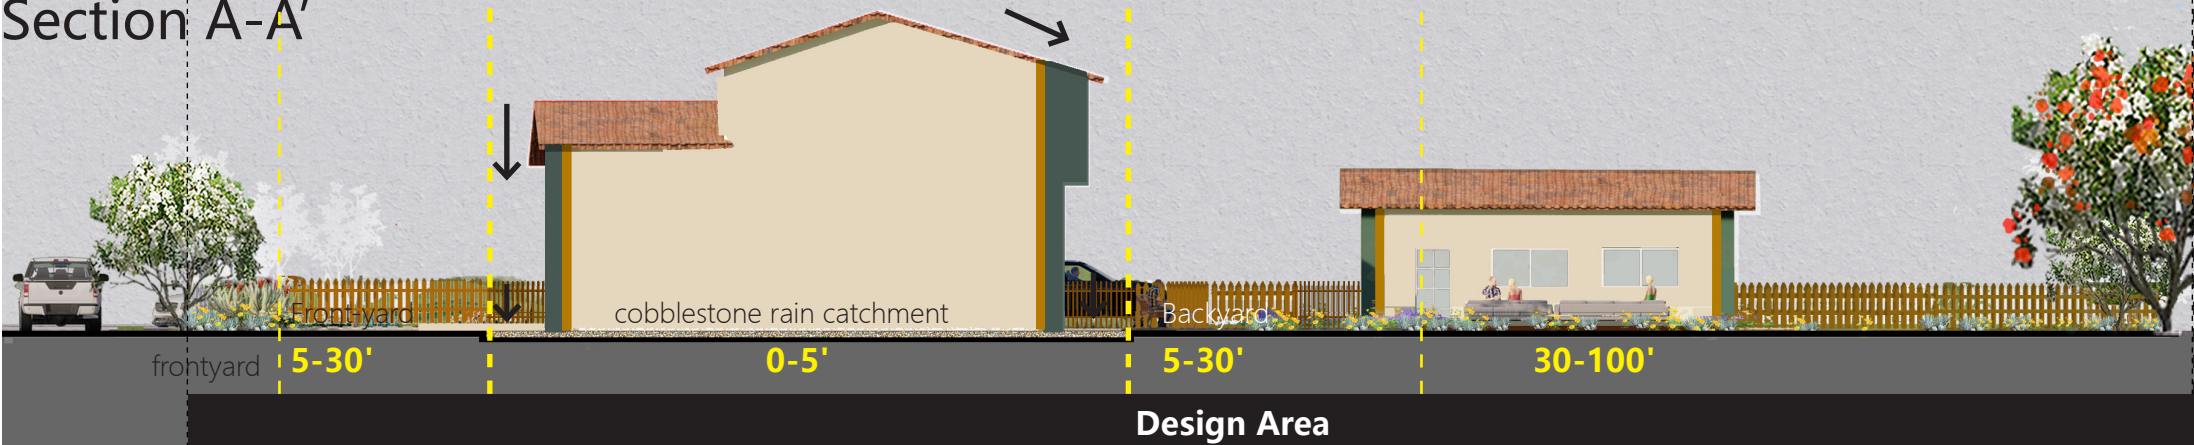 Section A-A’
Front-yard
cobblestone rain catchment
Backyard
frontyard
5-30'
0-5'
5-30'
30-100'
Design Area